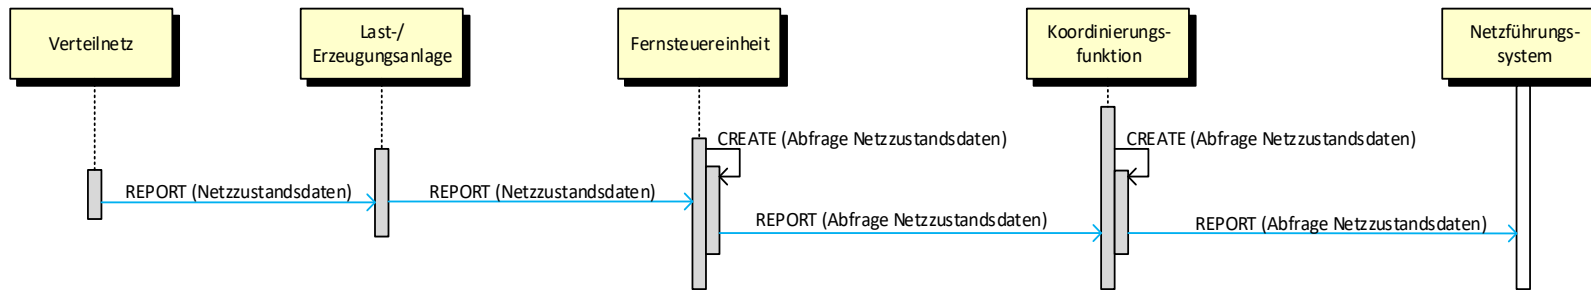 Verteilnetz
Last-/
Erzeugungsanlage
Fernsteuereinheit
Koordinierungs-
funktion
Netzführungs-
system
CREATE (Abfrage Netzzustandsdaten)
CREATE (Abfrage Netzzustandsdaten)
REPORT (Netzzustandsdaten)
REPORT (Netzzustandsdaten)
REPORT (Abfrage Netzzustandsdaten)
REPORT (Abfrage Netzzustandsdaten)